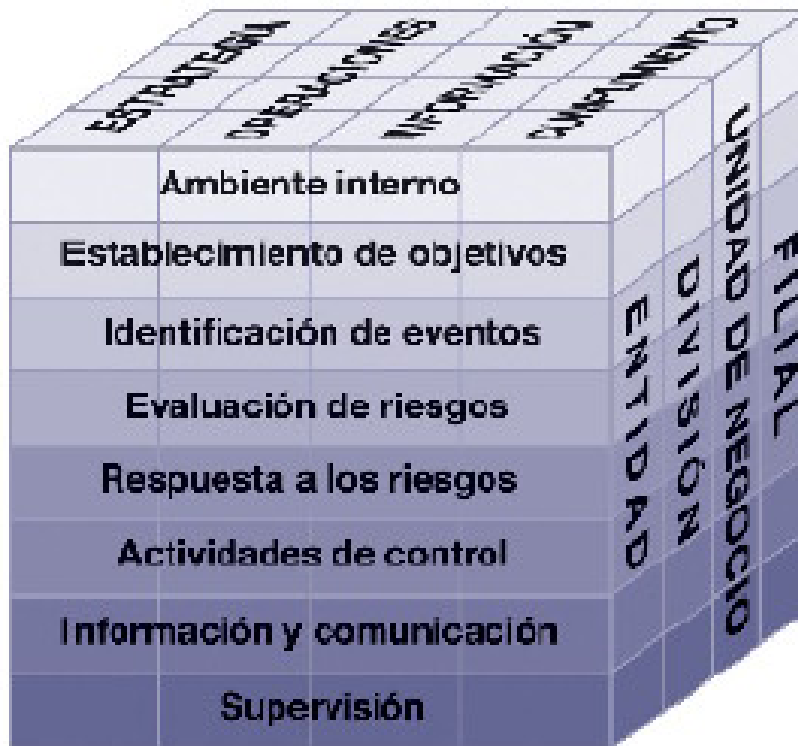 ESTRATEGIA
OPERACIONES
INFORMACIÓN
CUMPLIMIENTO
Ambiente interno
Establecimiento de objetivos
Identificación de eventos
Evaluación de riesgos
Respuesta a los riesgos
Actividades de control
Información y comunicación
Supervisión
ENTIDAD
DIVISIÓN
UNIDAD DE NEGOCIO
FILIAL